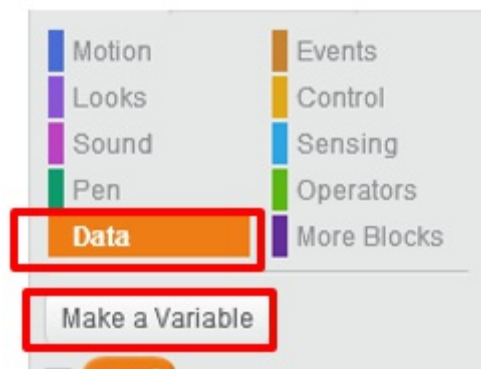 Motion
Events
Looks
Control
Sound
Sensing
Pen
Operators
Data
More Blocks
Make a Variable